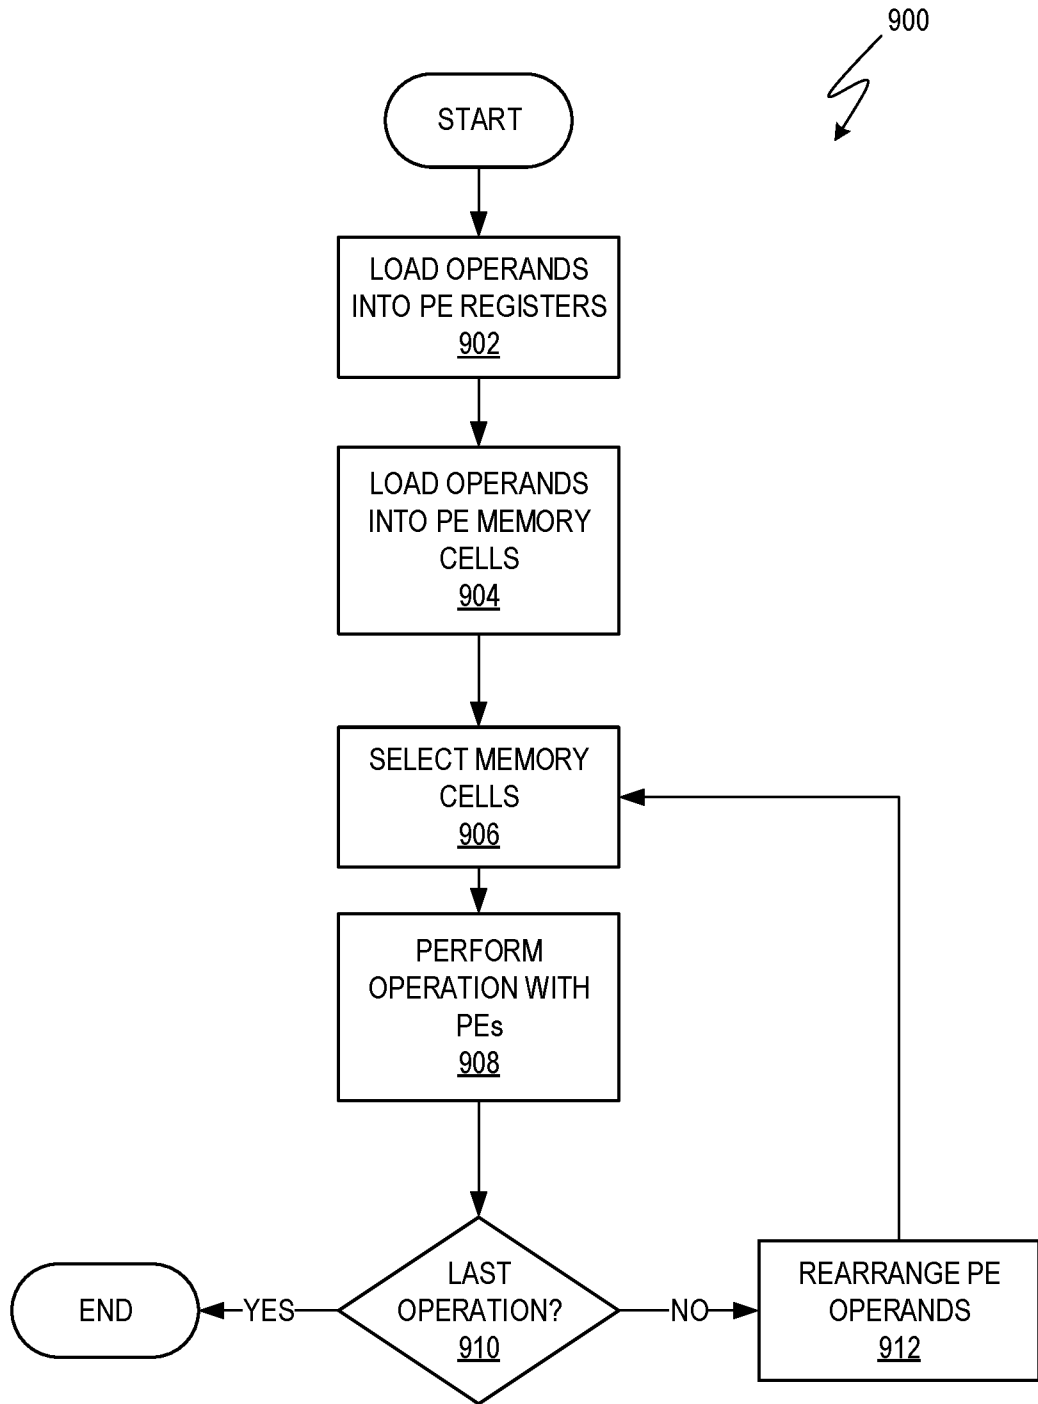 900
START
LOAD OPERANDS
INTO PE REGISTERS
902
LOAD OPERANDS
INTO PE MEMORY
CELLS
904
SELECT MEMORY
CELLS
906
PERFORM
OPERATION WITH
PEs
908
LAST
OPERATION?
910
YES
END
NO
REARRANGE PE
OPERANDS
912